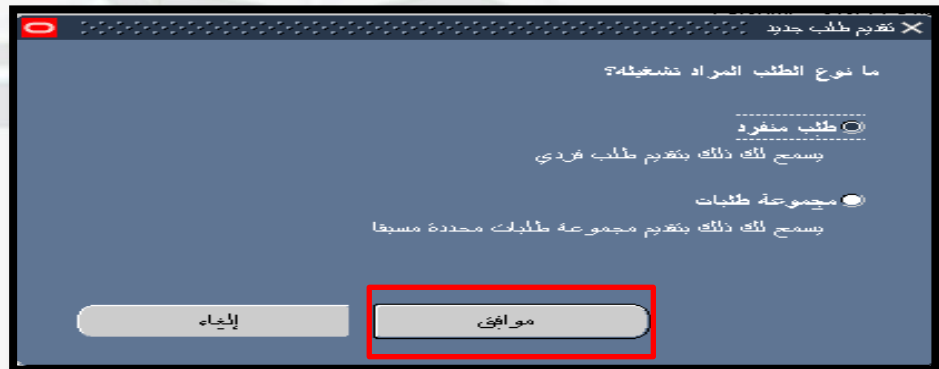 تقديم طلب جديد
ما نوع الطلب المراد تشغيله؟
طلب منفرد
يسمح لك ذلك بتقديم طلب فردي
مجموعة طلبات
يسمح لك ذلك بتقديم مجموعة طلبات محددة مسبقا
موافق
إلغاء